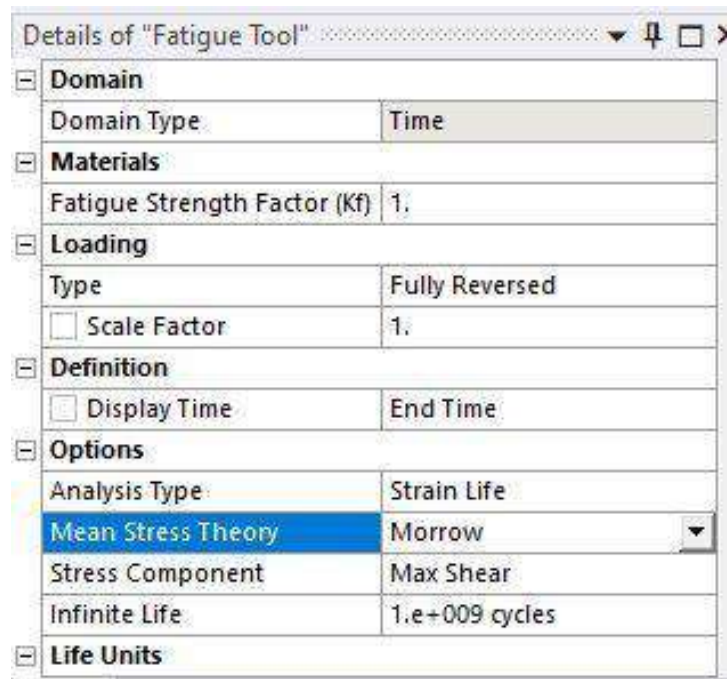 Details of "Fatigue Tool"
Domain
Domain Type Time
Materials
Fatigue Strength Factor (Kf) 1.
Loading
Type Fully Reversed
Scale Factor 1.
Definition
Display Time End Time
Options
Analysis Type Strain Life
Mean Stress Theory Morrow
Stress Component Max Shear
Infinite Life 1.e+009 cycles
Life Units